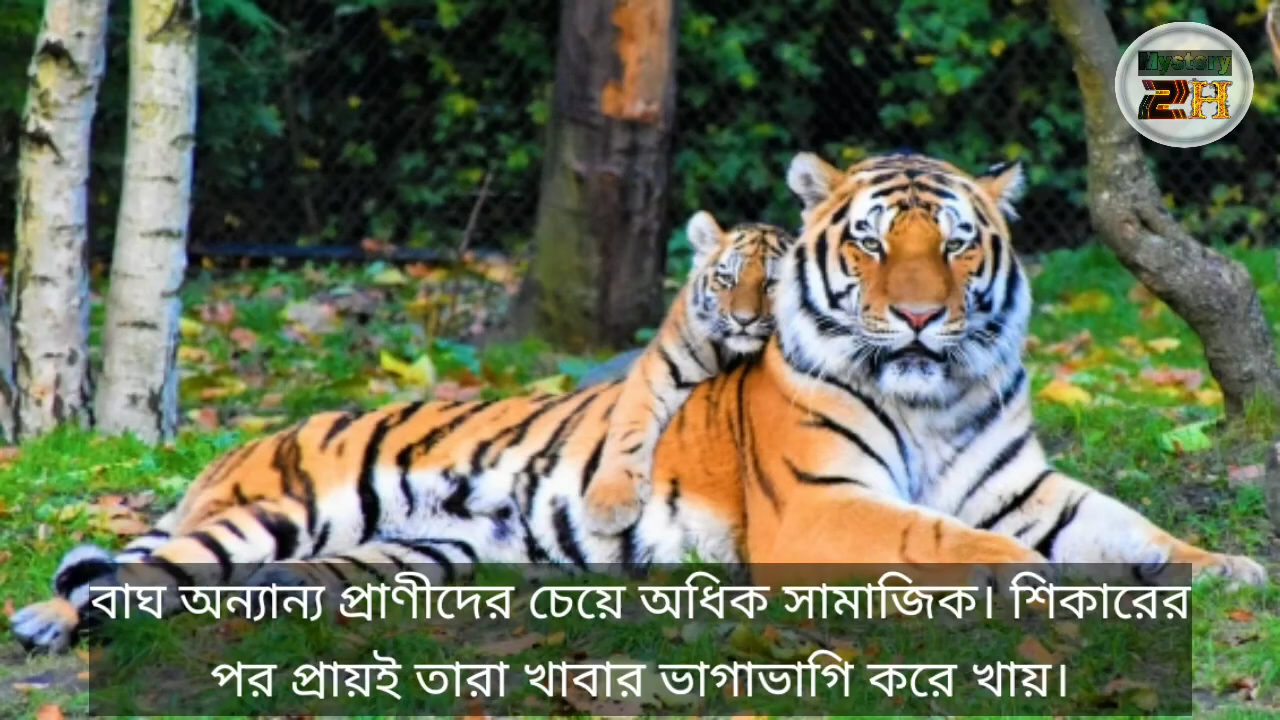 Mystery
2H
বাঘ অন্যান্য প্রাণীদের চেয়ে অধিক সামাজিক। শিকারের
পর প্রায়ই তারা খাবার ভাগাভাগি করে খায়।